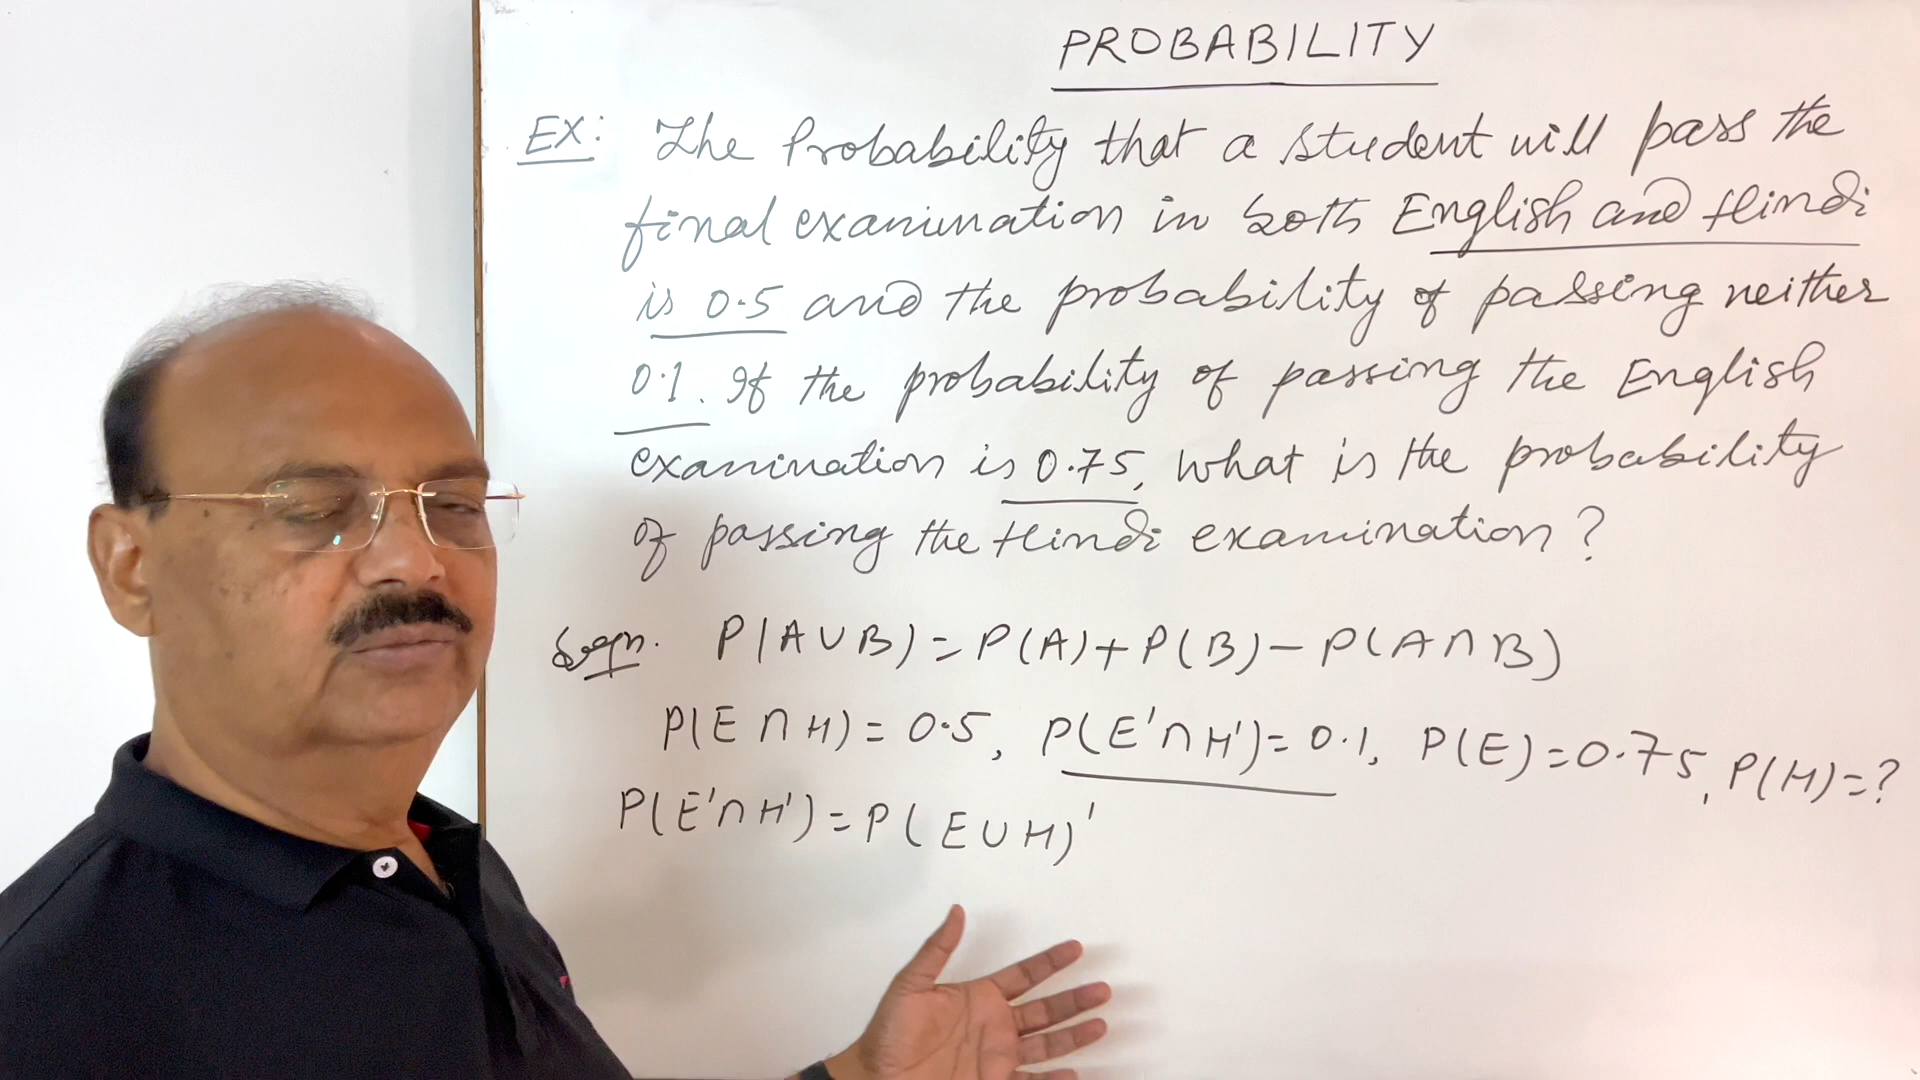 PROBABILITY
EX: The Probability that a student will pass the
final examination in both English and Hindi
is 0.5 and the probability of passing neither
0.1. If the probability of passing the English
examination is 0.75, what is the probability
of passing the Hindi examination?
P(A∪B) = P(A)+P(B)-P(A∩B)
P(E∩H) = 0.5, P(E'∩H') = 0.1, P(E) = 0.75, P(H) = ?
P(E'∩H') = P(E∪H)'